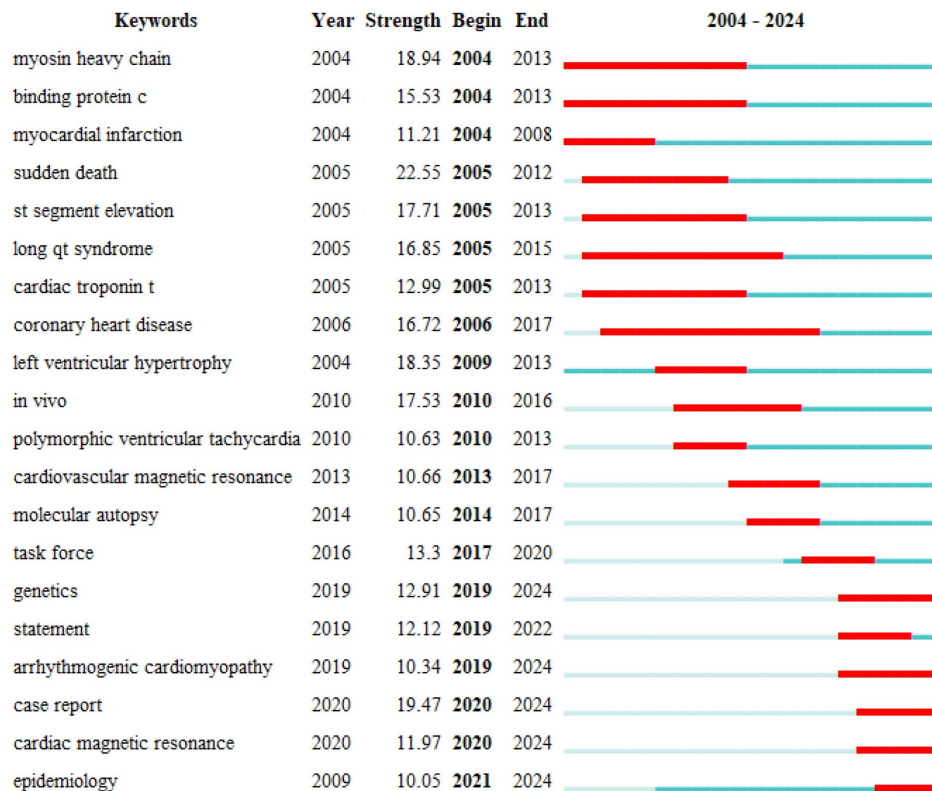 Keywords Year Strength Begin End 2004 - 2024
myosin heavy chain 2004 18.94 2004 2013
binding protein c 2004 15.53 2004 2013
myocardial infarction 2004 11.21 2004 2008
sudden death 2005 22.55 2005 2012
st segment elevation 2005 17.71 2005 2013
long qt syndrome 2005 16.85 2005 2015
cardiac troponin t 2005 12.99 2005 2013
coronary heart disease 2006 16.72 2006 2017
left ventricular hypertrophy 2004 18.35 2009 2013
in vivo 2010 17.53 2010 2016
polymorphic ventricular tachycardia 2010 10.63 2010 2013
cardiovascular magnetic resonance 2013 10.66 2013 2017
molecular autopsy 2014 10.65 2014 2017
task force 2016 13.3 2017 2020
genetics 2019 12.91 2019 2024
statement 2019 12.12 2019 2022
arrhythmogenic cardiomyopathy 2019 10.34 2019 2024
case report 2020 19.47 2020 2024
cardiac magnetic resonance 2020 11.97 2020 2024
epidemiology 2009 10.05 2021 2024